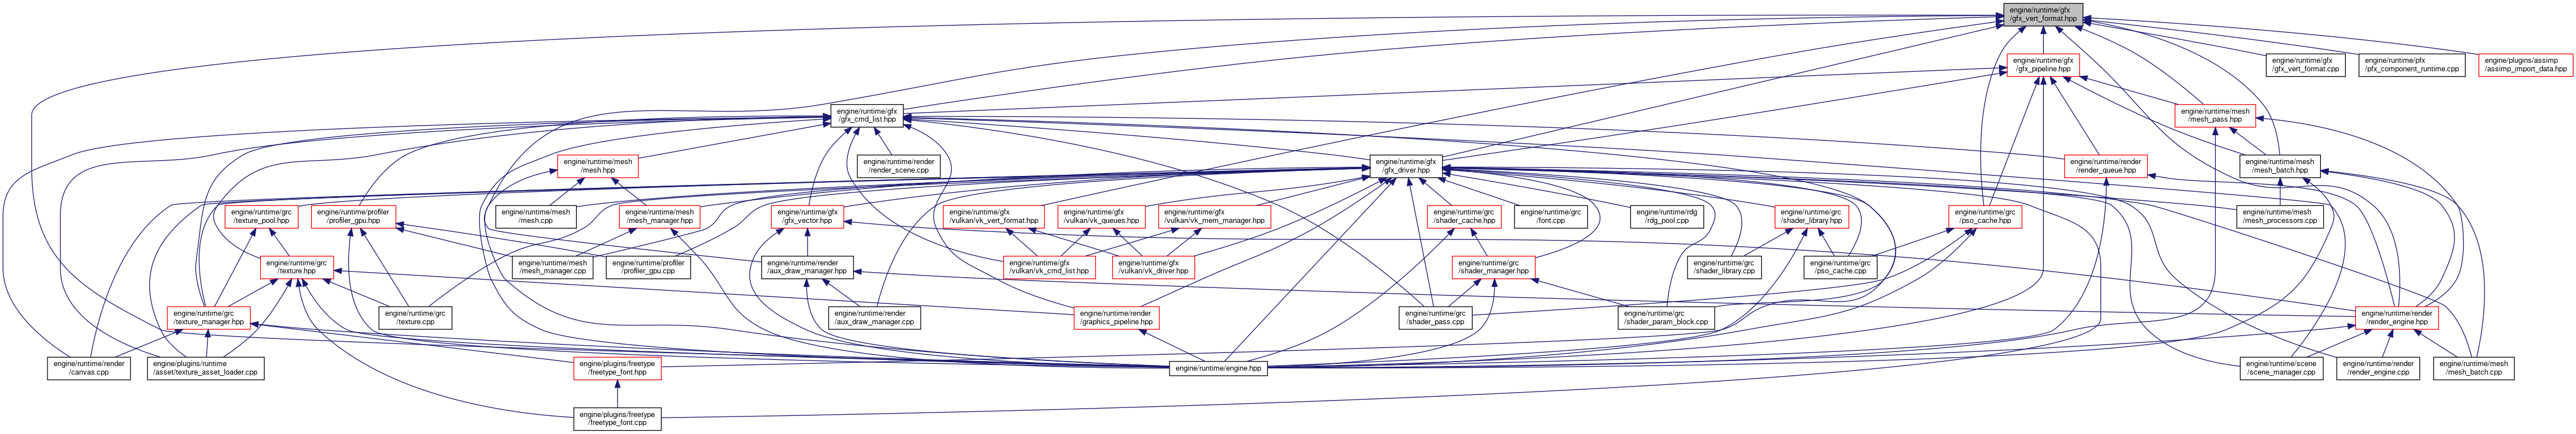 engine/runtime/gfx
/gfx_vert_format.hpp
engine/runtime/gfx
/gfx_pipeline.hpp
engine/runtime/gfx
/gfx_vert_format.cpp
engine/runtime/pfx
/pfx_component_runtime.cpp
engine/plugins/assimp
/assimp_import_data.hpp
engine/runtime/gfx
/gfx_cmd_list.hpp
engine/runtime/mesh
/mesh_pass.hpp
engine/runtime/mesh
/mesh.hpp
engine/runtime/render
/render_scene.cpp
engine/runtime/gfx
/gfx_driver.hpp
engine/runtime/render
/render_queue.hpp
engine/runtime/mesh
/mesh_batch.hpp
engine/runtime/grc
/texture_pool.hpp
engine/runtime/profiler
/profiler_gpu.hpp
engine/runtime/mesh
/mesh.cpp
engine/runtime/mesh
/mesh_manager.hpp
engine/runtime/gfx
/gfx_vector.hpp
engine/runtime/gfx
/vulkan/vk_vert_format.hpp
engine/runtime/gfx
/vulkan/vk_queues.hpp
engine/runtime/gfx
/vulkan/vk_mem_manager.hpp
engine/runtime/grc
/shader_cache.hpp
engine/runtime/grc
/font.cpp
engine/runtime/rdg
/rdg_pool.cpp
engine/runtime/grc
/shader_library.hpp
engine/runtime/grc
/pso_cache.hpp
engine/runtime/mesh
/mesh_processors.cpp
engine/runtime/grc
/texture.hpp
engine/runtime/mesh
/mesh_manager.cpp
engine/runtime/profiler
/profiler_gpu.cpp
engine/runtime/render
/aux_draw_manager.hpp
engine/runtime/gfx
/vulkan/vk_cmd_list.hpp
engine/runtime/gfx
/vulkan/vk_driver.hpp
engine/runtime/grc
/shader_manager.hpp
engine/runtime/grc
/shader_library.cpp
engine/runtime/grc
/pso_cache.cpp
engine/runtime/grc
/texture_manager.hpp
engine/runtime/grc
/texture.cpp
engine/runtime/render
/aux_draw_manager.cpp
engine/runtime/render
/graphics_pipeline.hpp
engine/runtime/grc
/shader_pass.cpp
engine/runtime/grc
/shader_param_block.cpp
engine/runtime/render
/render_engine.hpp
engine/runtime/render
/canvas.cpp
engine/plugins/runtime
/asset/texture_asset_loader.cpp
engine/plugins/freetype
/freetype_font.hpp
engine/runtime/engine.hpp
engine/runtime/scene
/scene_manager.cpp
engine/runtime/render
/render_engine.cpp
engine/runtime/mesh
/mesh_batch.cpp
engine/plugins/freetype
/freetype_font.cpp